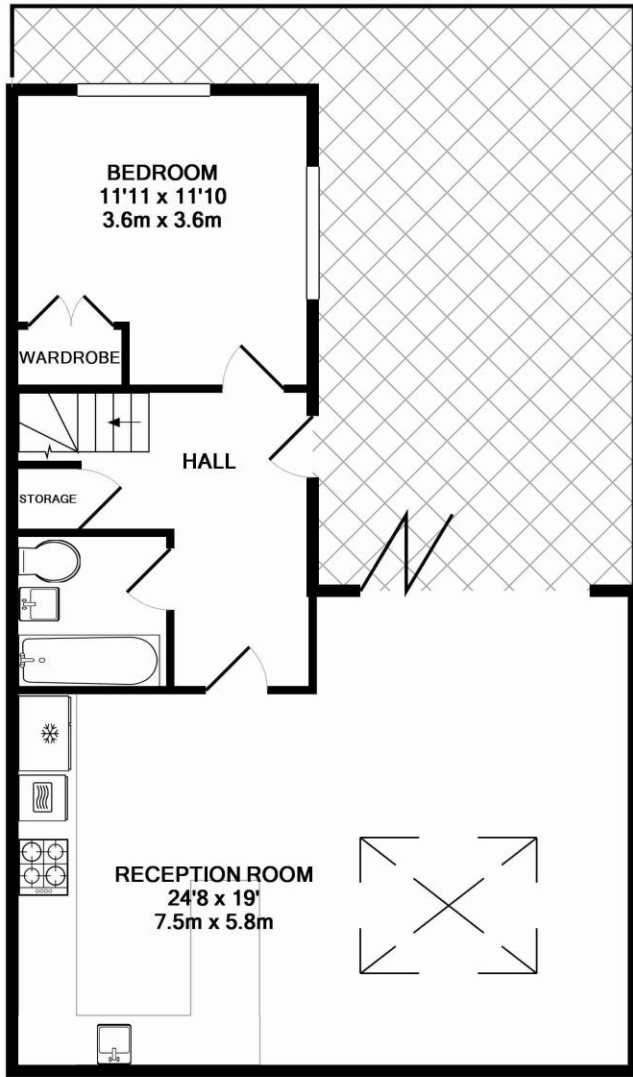 BEDROOM
11'11 x 11'10
3.6m x 3.6m
WARDROBE
HALL
STORAGE
RECEPTION ROOM
24'8 x 19'
7.5m x 5.8m